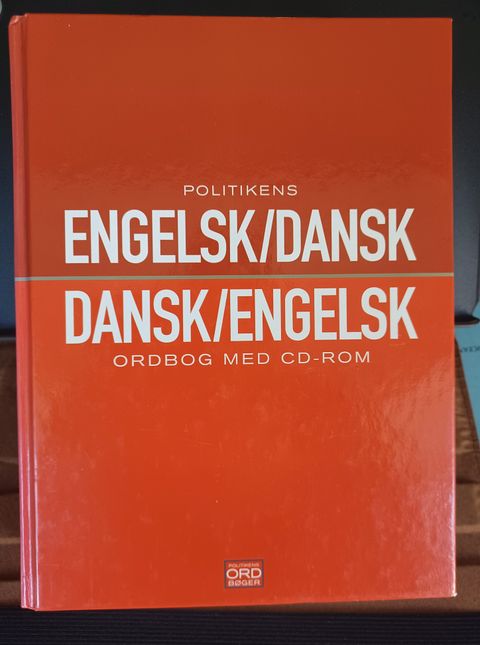 POLITIKENS
ENGELSK/DANSK
DANSK/ENGELSK
ORDBOG MED CD-ROM
POLITIKENS
ORD
BØGER